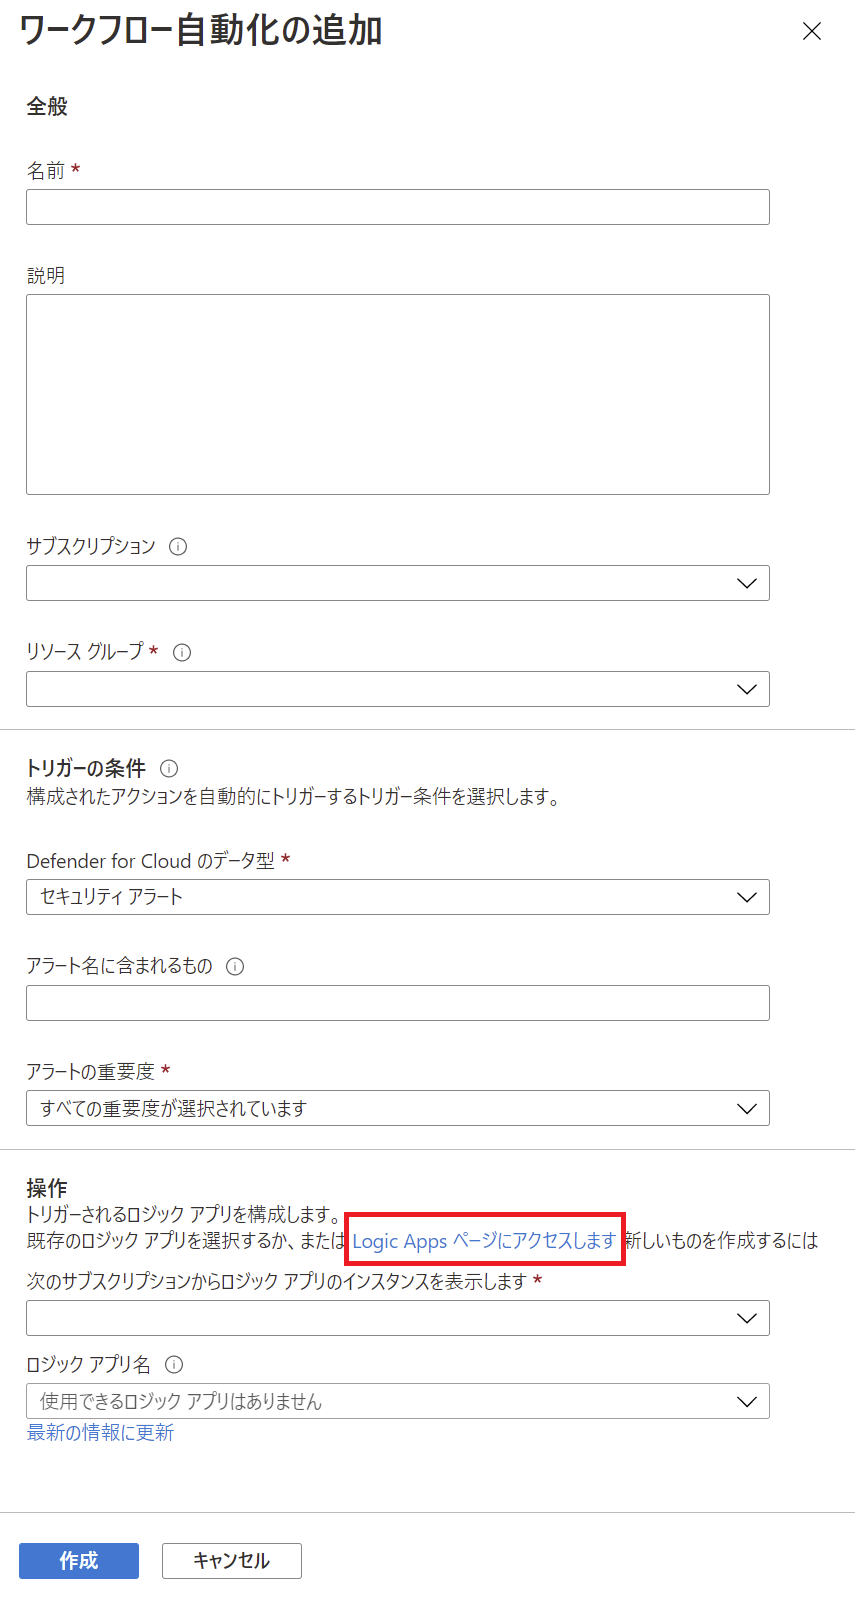 ワークフロー自動化の追加
全般
名前 *
説明
サブスクリプション
リソース グループ *
トリガーの条件
構成されたアクションを自動的にトリガーするトリガー条件を選択します。
Defender for Cloud のデータ型 *
セキュリティ アラート
アラート名に含まれるもの
アラートの重要度 *
すべての重要度が選択されています
操作
トリガーされるロジック アプリを構成します。
既存のロジック アプリを選択するか、または Logic Apps ページにアクセスします 新しいものを作成するには
次のサブスクリプションからロジック アプリのインスタンスを表示します *
ロジック アプリ名
使用できるロジック アプリはありません
最新の情報に更新
作成 キャンセル